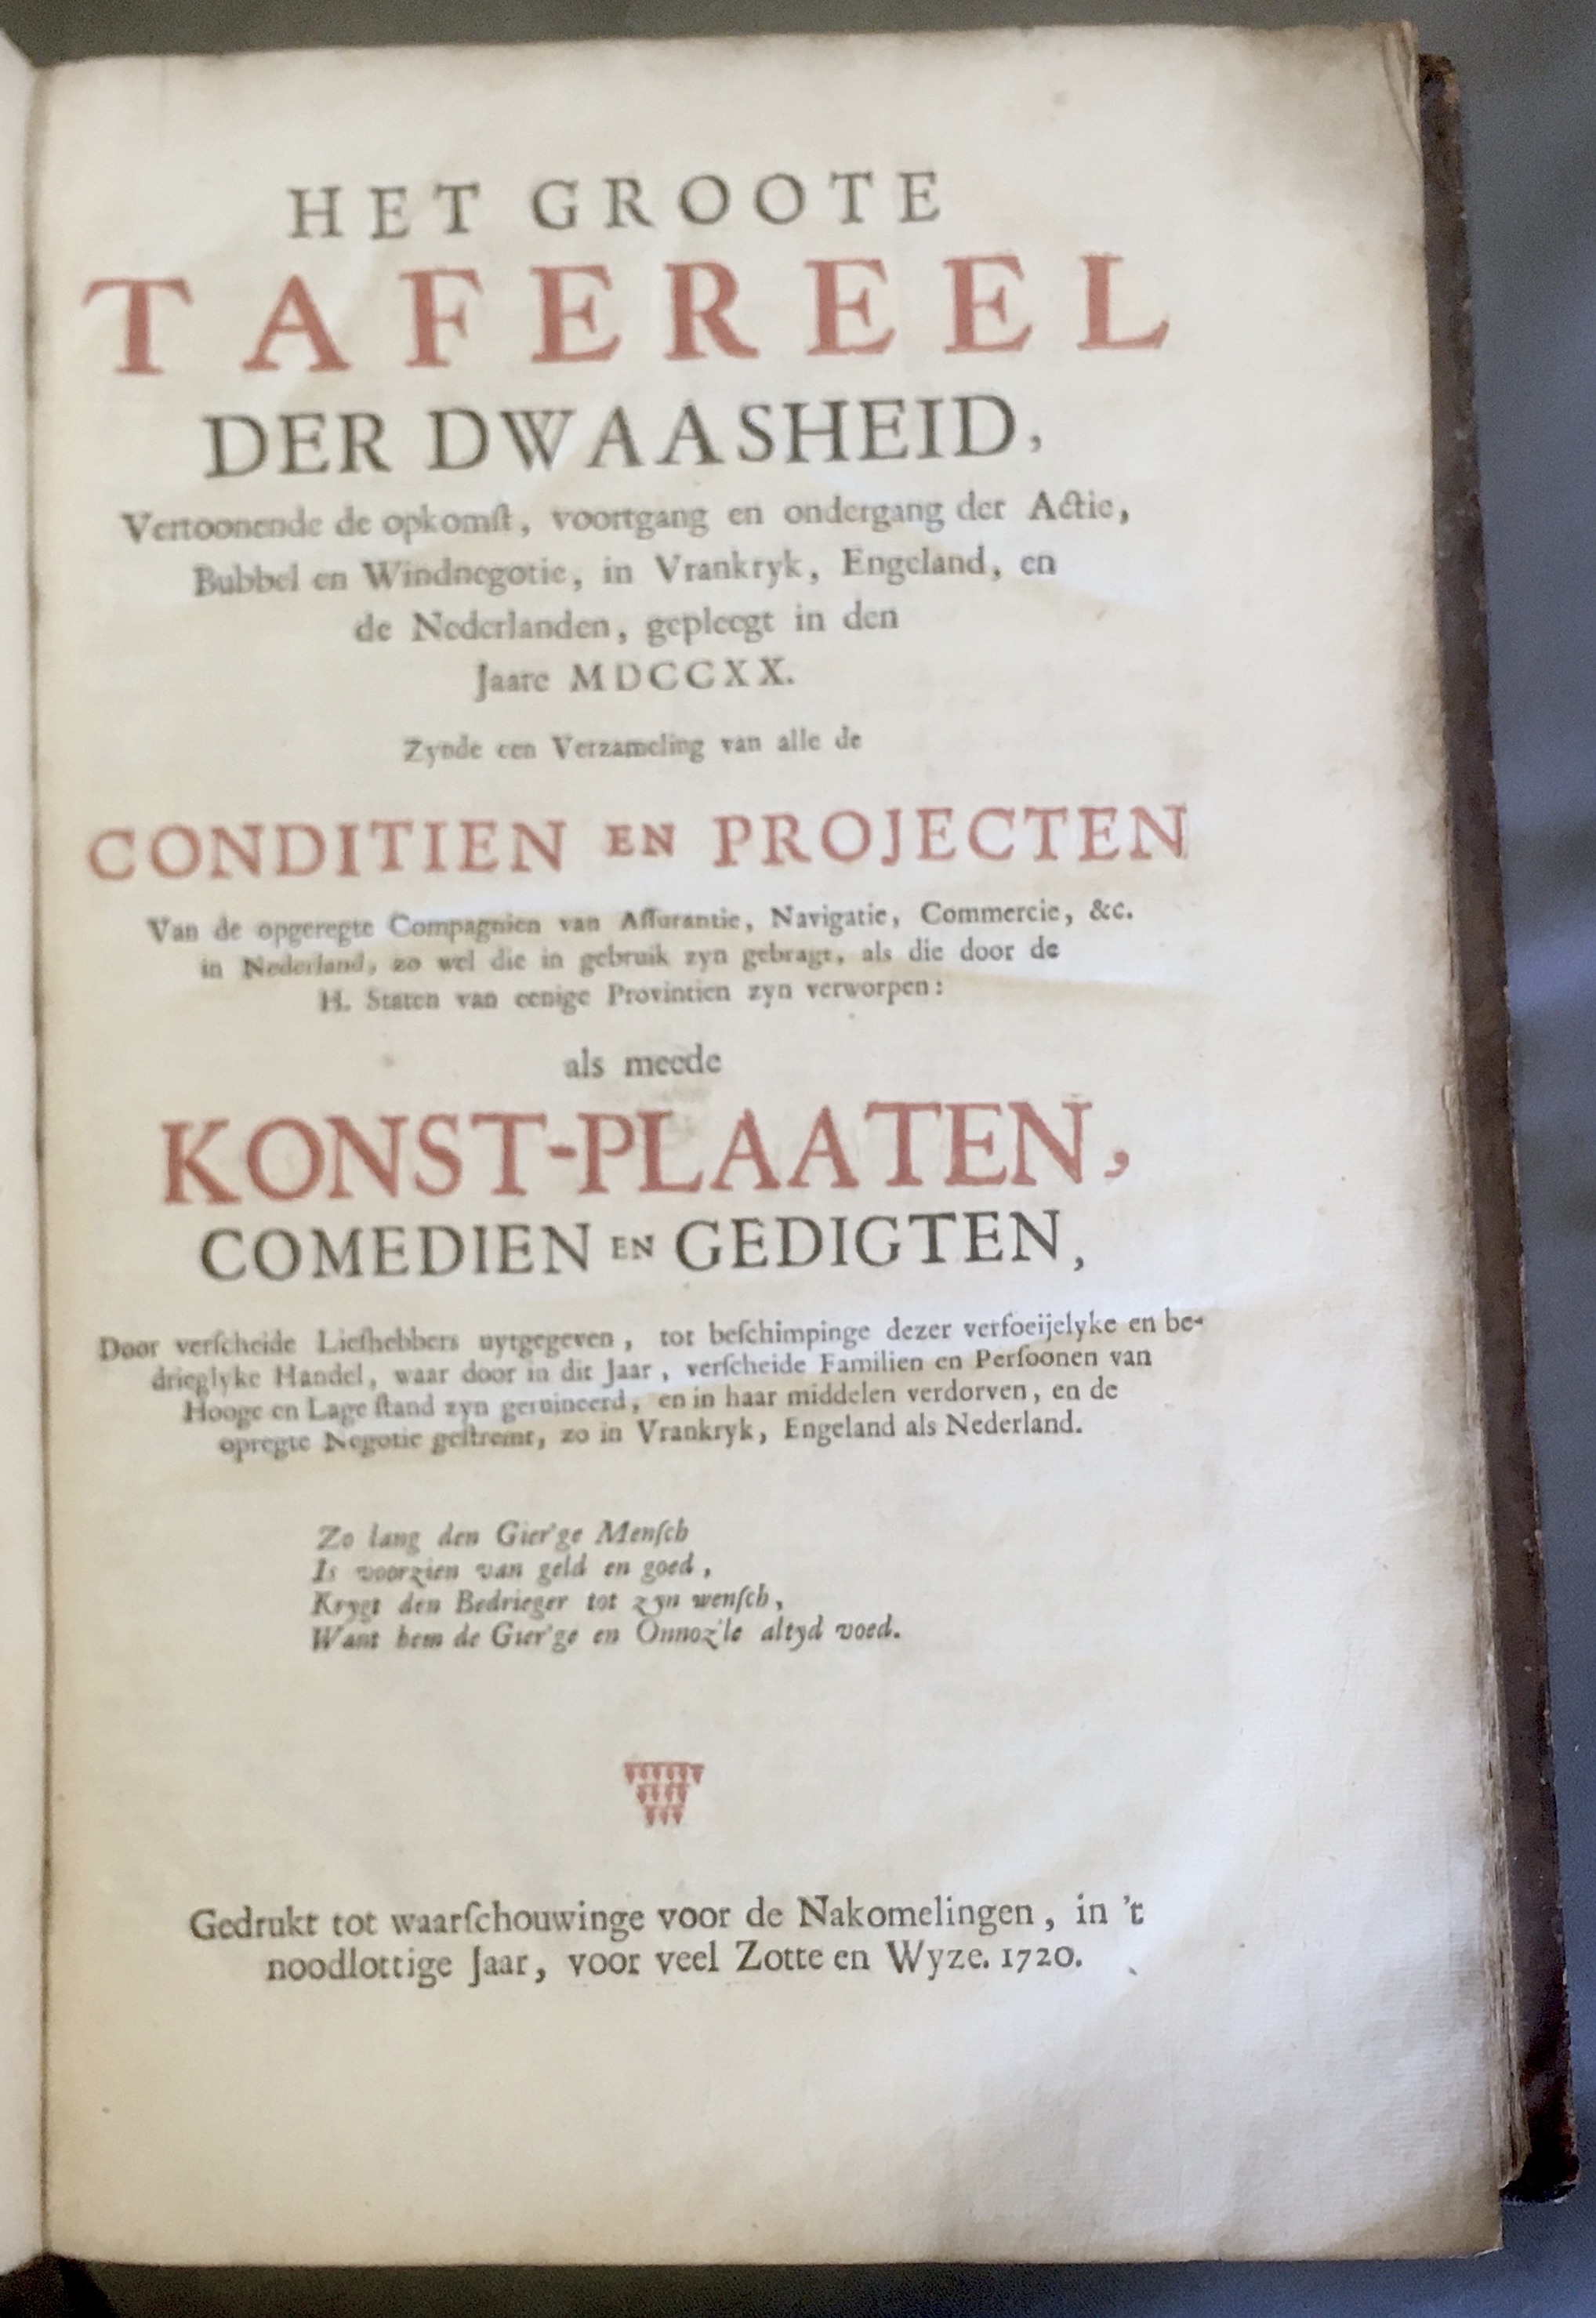 HET GROOTE
TAFEREEL
DER DWAASHEID,
Vertoonende de opkomſt, voortgang en ondergang der Actie,
Bubbel en Windnegotie, in Vrankryk, Engeland, en
de Nederlanden, gepleegt in den
Jaare MDCCXX.
Zynde een Verzameling van alle de
CONDITIEN EN PROJECTEN
Van de opgeregte Compagnien van Aſſurantie, Navigatie, Commercie, &c.
in Nederland, zo wel die in gebruik zyn gebragt, als die door de
H. Staten van eenige Provintien zyn verworpen:
als meede
KONST-PLAATEN,
COMEDIEN EN GEDIGTEN,
Door verſcheide Liefhebbers uytgegeven, tot beſchimpinge dezer verfoeijelyke en be-
drieglyke Handel, waar door in dit Jaar, verſcheide Familien en Perſoonen van
Hooge en Lage ſtand zyn geruineerd, en in haar middelen verdorven, en de
opregte Negotie geſtremt, zo in Vrankryk, Engeland als Nederland.
Zo lang den Gier'ge Menſch
Is voorzien van geld en goed,
Krygt den Bedrieger tot zyn wenſch,
Want hem de Gier'ge en Onnoz'le altyd voed.
Gedrukt tot waarſchouwinge voor de Nakomelingen, in 't
noodlottige Jaar, voor veel Zotte en Wyze. 1720.